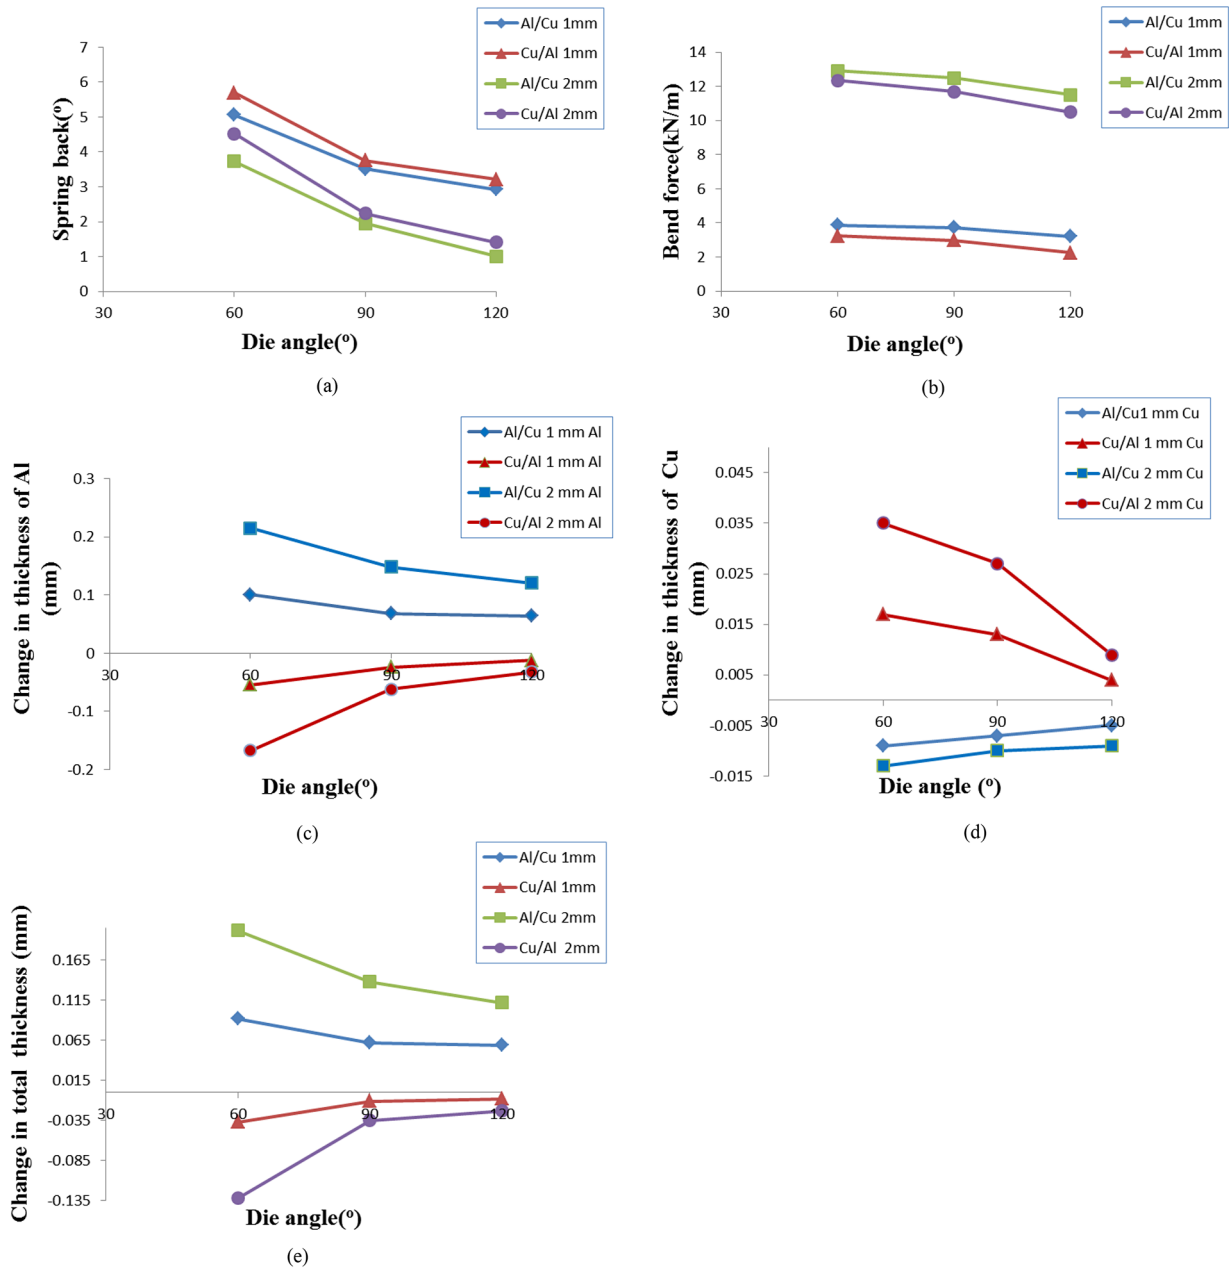 Al/Cu 1mm
Cu/Al 1mm
Al/Cu 2mm
Cu/Al 2mm
7
6
5
4
3
2
1
0
30
60
90
120
Spring back(º)
Die angle(º)
(a)
Al/Cu 1mm
Cu/Al 1mm
Al/Cu 2mm
Cu/Al 2mm
14
12
10
8
6
4
2
0
30
60
90
120
Bend force(kN/m)
Die angle(º)
(b)
Al/Cu 1 mm Al
Cu/Al 1 mm Al
Al/Cu 2 mm Al
Cu/Al 2 mm Al
0.3
0.2
0.1
0
-0.1
-0.2
30
60
90
120
Change in thickness of Al
(mm)
Die angle(º)
(c)
Al/Cu1 mm Cu
Cu/Al 1 mm Cu
Al/Cu 2 mm Cu
Cu/Al 2 mm Cu
0.045
0.035
0.025
0.015
0.005
-0.005
-0.015
30
60
90
120
Change in thickness of Cu
(mm)
Die angle (º)
(d)
Al/Cu 1mm
Cu/Al 1mm
Al/Cu 2mm
Cu/Al 2mm
0.165
0.115
0.065
0.015
-0.035
-0.085
-0.135
30
60
90
120
Change in total thickness (mm)
Die angle(º)
(e)